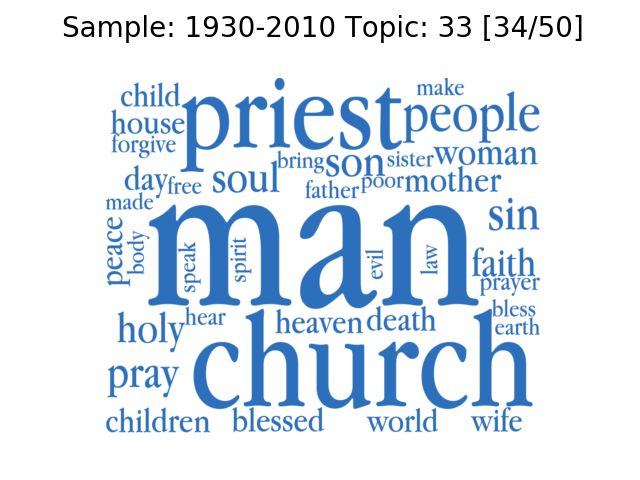 Sample: 1930-2010 Topic: 33 [34/50]
child priest make
house people
forgive bring son sister woman
day free soul father poor mother
made man sin
peace body speak spirit evil law faith
prayer
holy hear heaven death bless
earth
pray church
children blessed world wife